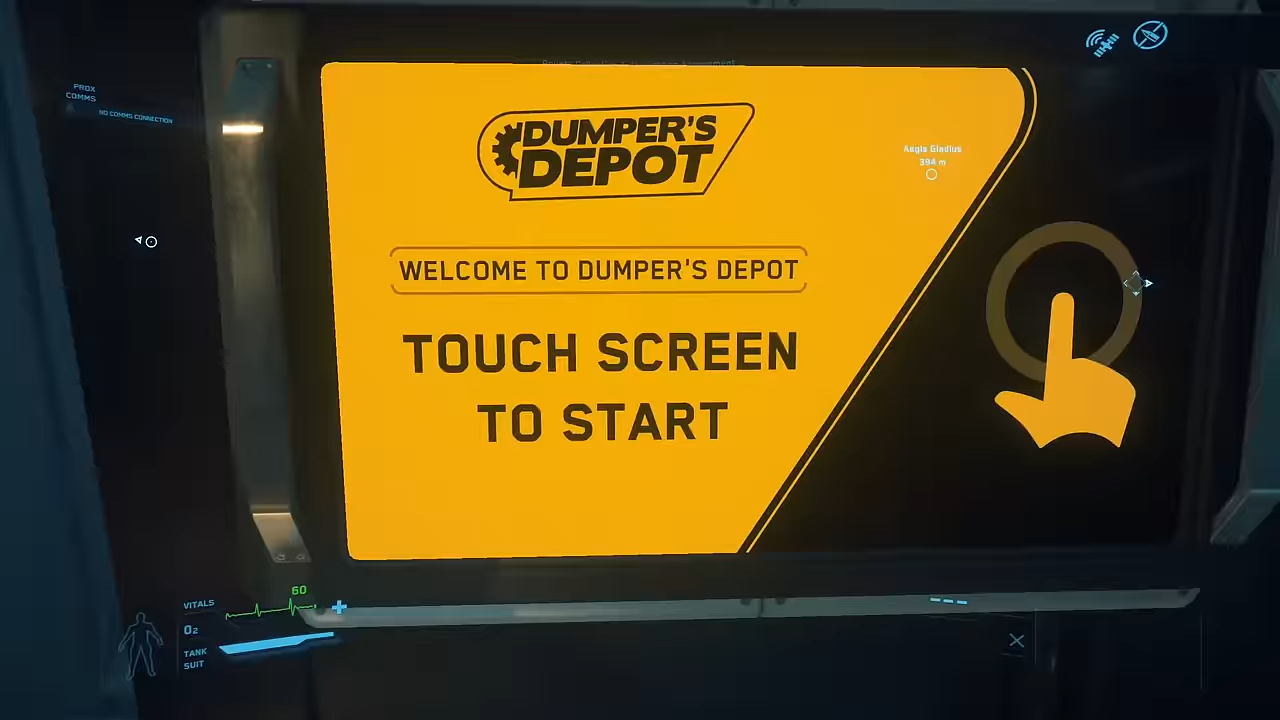 PROX
COMMS
NO COMMS CONNECTION
DUMPER'S
DEPOT
Aegis Gladius
394 m
WELCOME TO DUMPER'S DEPOT
TOUCH SCREEN
TO START
60
VITALS
O2
TANK
SUIT